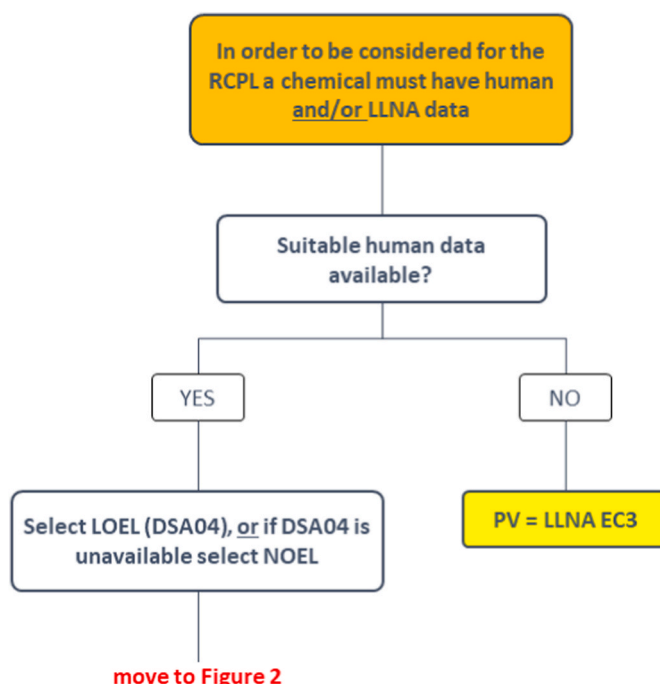 In order to be considered for the
RCPL a chemical must have human
and/or LLNA data
Suitable human data
available?
YES
NO
Select LOEL (DSA04), or if DSA04 is
unavailable select NOEL
PV = LLNA EC3
move to Figure 2